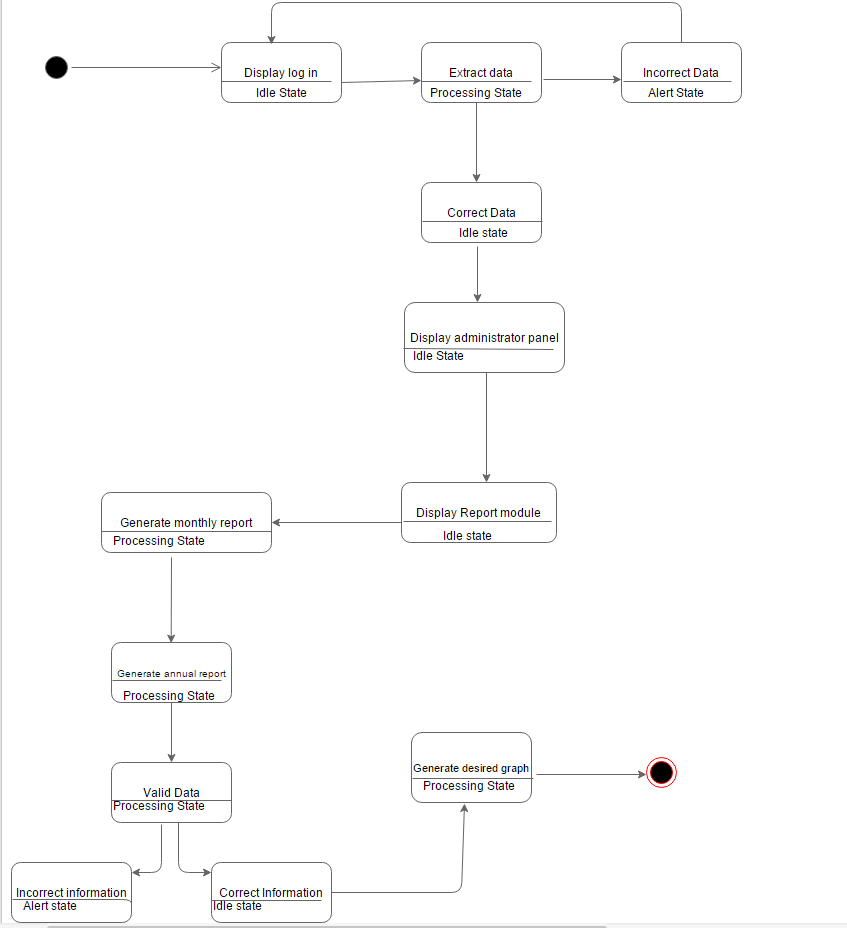 Display log in
Idle State
Extract data
Processing State
Incorrect Data
Alert State
Correct Data
Idle state
Display administrator panel
Idle State
Display Report module
Idle state
Generate monthly report
Processing State
Generate annual report
Processing State
Valid Data
Processing State
Generate desired graph
Processing State
Incorrect information
Alert state
Correct Information
Idle state